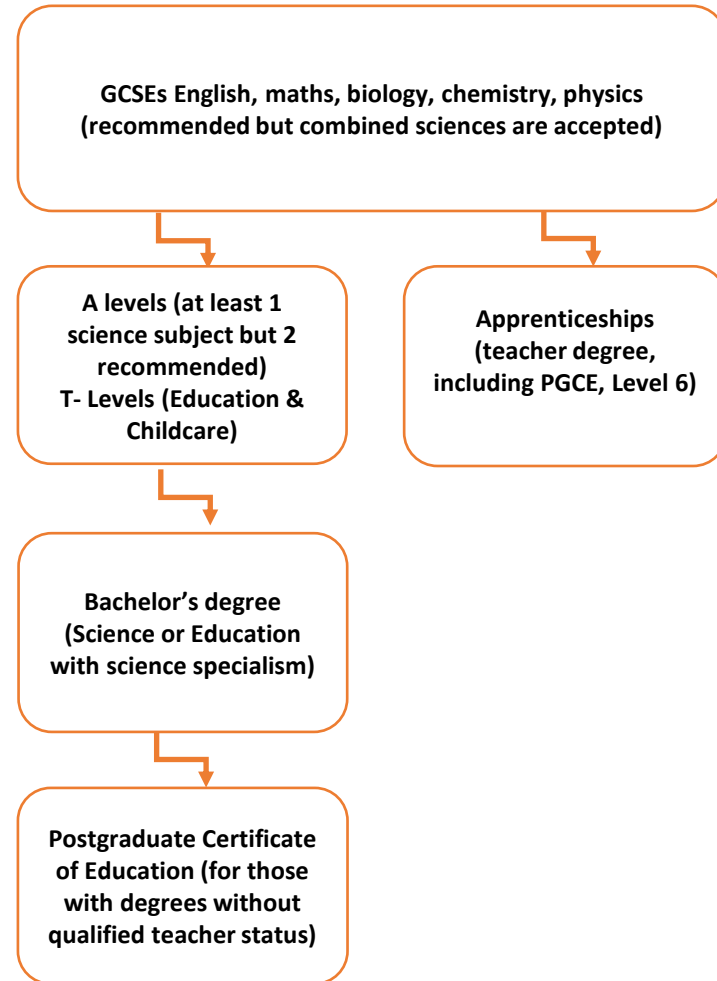 GCSEs English, maths, biology, chemistry, physics
(recommended but combined sciences are accepted)
A levels (at least 1
science subject but 2
recommended)
T- Levels (Education &
Childcare)
Apprenticeships
(teacher degree,
including PGCE, Level 6)
Bachelor’s degree
(Science or Education
with science specialism)
Postgraduate Certificate
of Education (for those
with degrees without
qualified teacher status)